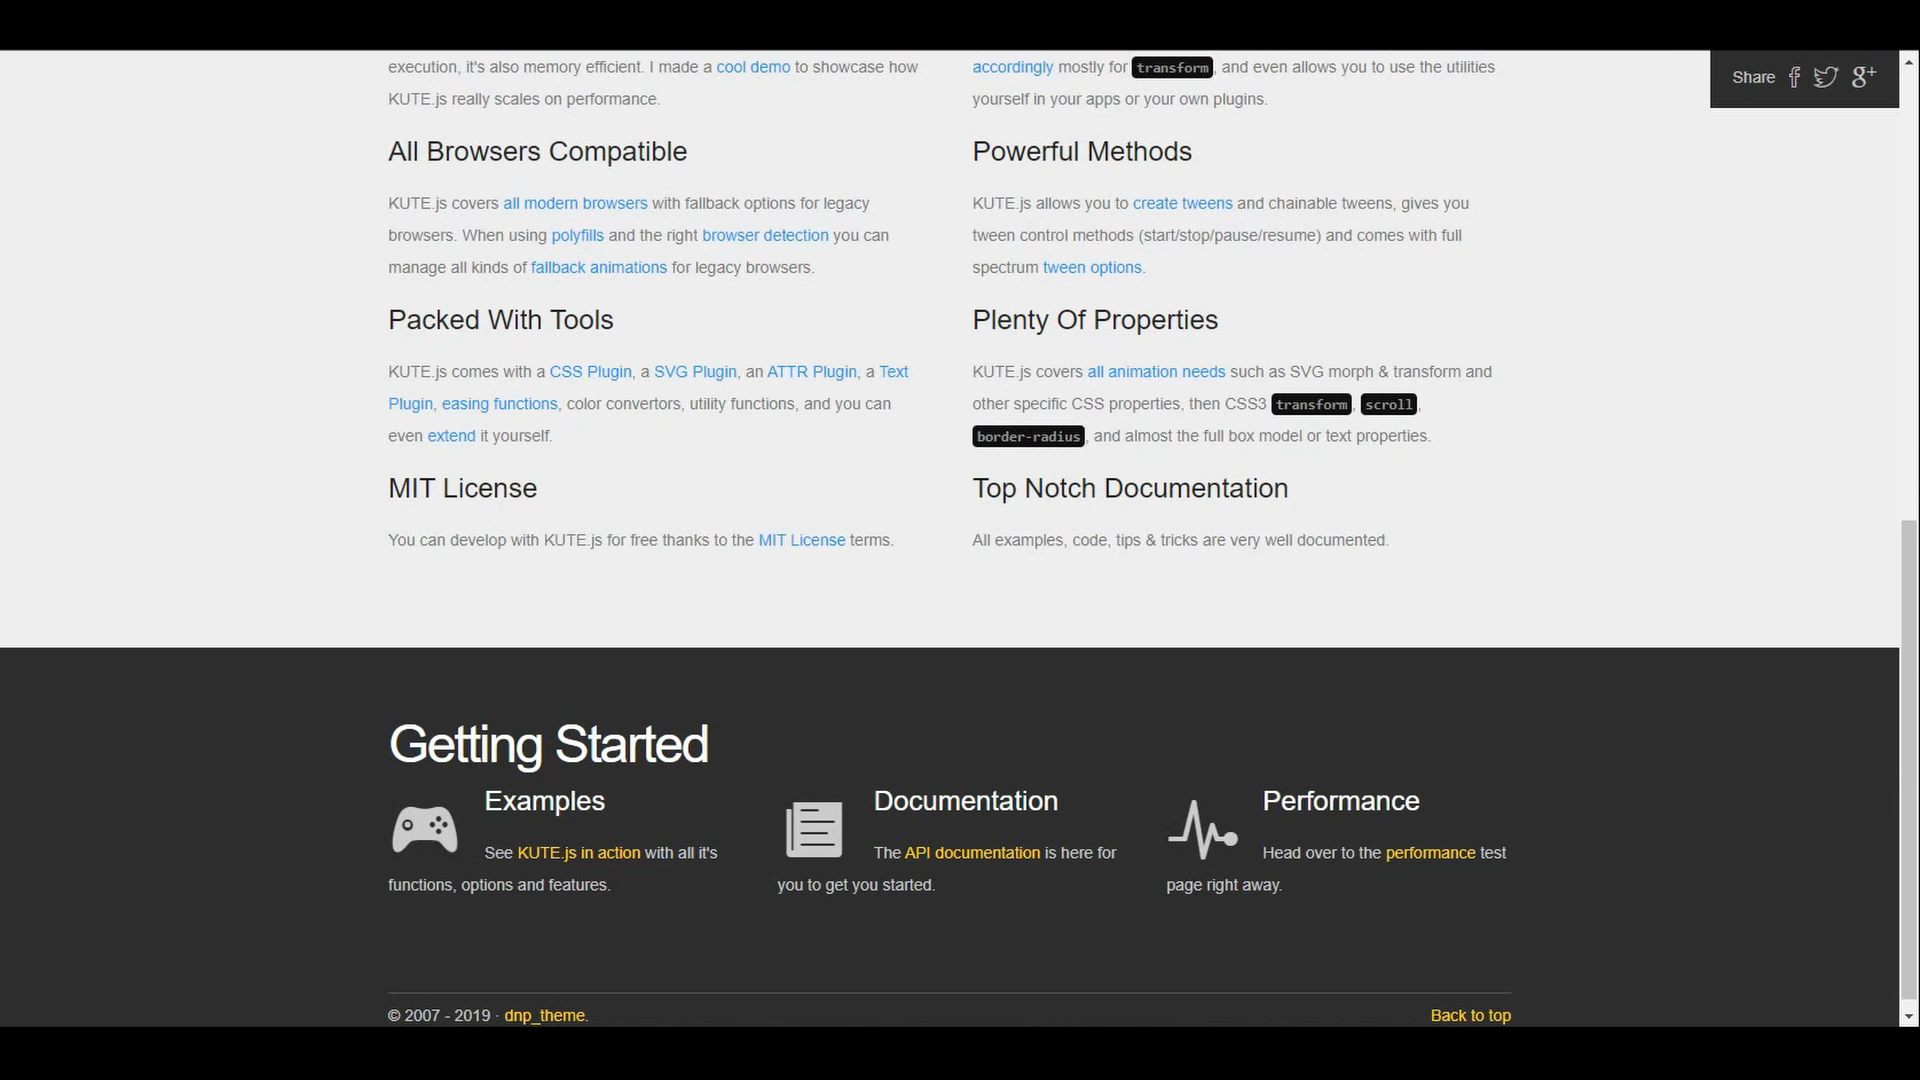 execution, it's also memory efficient. I made a cool demo to showcase how
KUTE.js really scales on performance.
All Browsers Compatible
KUTE.js covers all modern browsers with fallback options for legacy
browsers. When using polyfills and the right browser detection you can
manage all kinds of fallback animations for legacy browsers.
Packed With Tools
KUTE.js comes with a CSS Plugin, a SVG Plugin, an ATTR Plugin, a Text
Plugin, easing functions, color convertors, utility functions, and you can
even extend it yourself.
MIT License
You can develop with KUTE.js for free thanks to the MIT License terms.
accordingly mostly for transform, and even allows you to use the utilities
yourself in your apps or your own plugins.
Powerful Methods
KUTE.js allows you to create tweens and chainable tweens, gives you
tween control methods (start/stop/pause/resume) and comes with full
spectrum tween options.
Plenty Of Properties
KUTE.js covers all animation needs such as SVG morph & transform and
other specific CSS properties, then CSS3 transform, scroll,
border-radius, and almost the full box model or text properties.
Top Notch Documentation
All examples, code, tips & tricks are very well documented.
Share f g+
Getting Started
Examples
See KUTE.js in action with all it's
functions, options and features.
Documentation
The API documentation is here for
you to get you started.
Performance
Head over to the performance test
page right away.
© 2007 - 2019 · dnp_theme.
Back to top